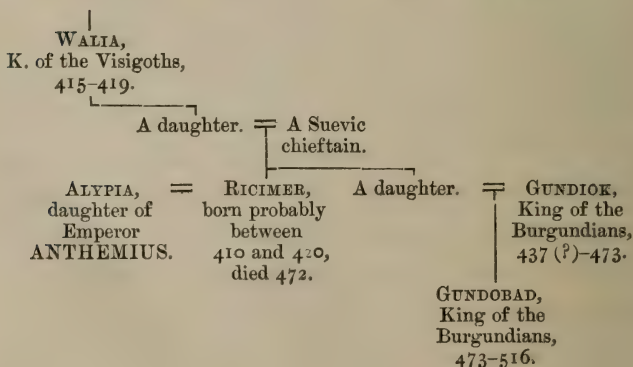 WALIA,
K. of the Visigoths,
415–419.
A daughter. = A Suevic
chieftain.
ALYPIA,
daughter of
Emperor
ANTHEMIUS.
= RICIMER,
born probably
between
410 and 420,
died 472.
A daughter. = GUNDIOK,
King of the
Burgundians,
437 (?)–473.
GUNDOBAD,
King of the
Burgundians,
473–516.